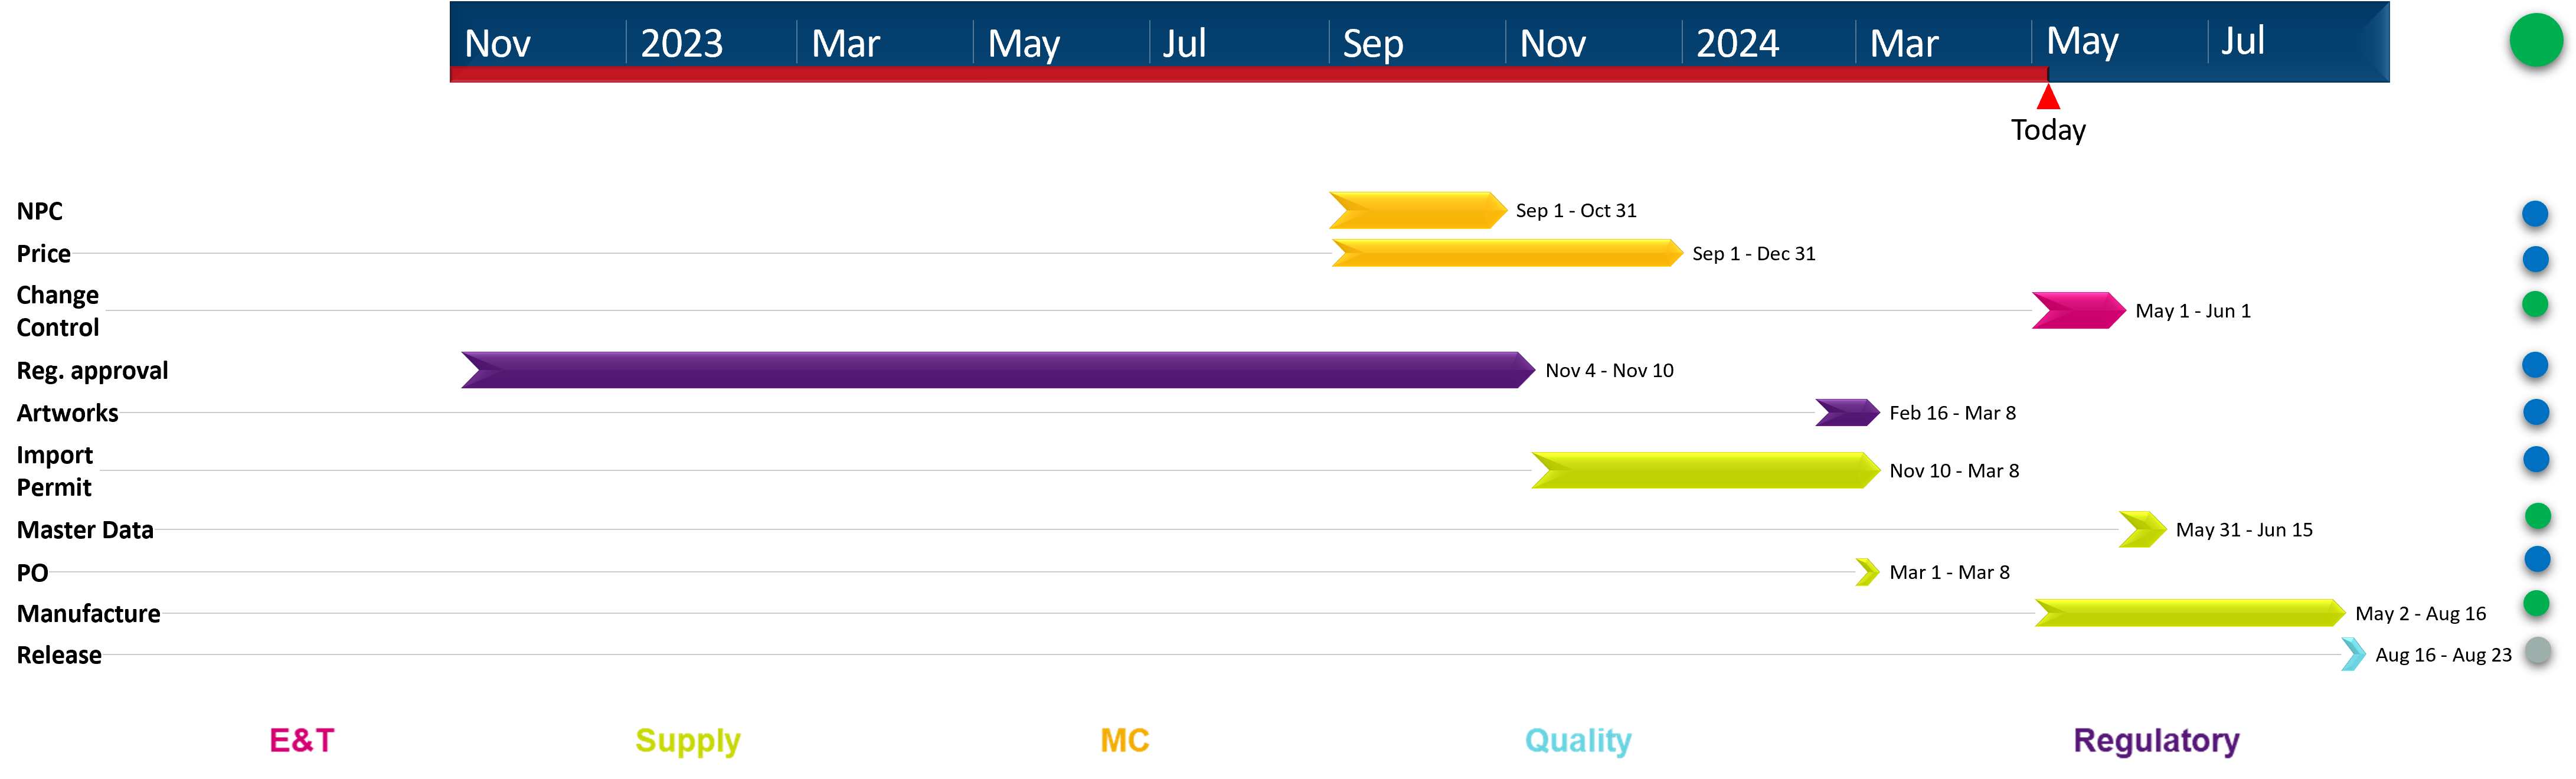 Nov 2023 Mar May Jul Sep Nov 2024 Mar May Jul
Today
NPC Sep 1 - Oct 31
Price Sep 1 - Dec 31
Change
Control May 1 - Jun 1
Reg. approval Nov 4 - Nov 10
Artworks Feb 16 - Mar 8
Import
Permit Nov 10 - Mar 8
Master Data May 31 - Jun 15
PO Mar 1 - Mar 8
Manufacture May 2 - Aug 16
Release Aug 16 - Aug 23
E&T Supply MC Quality Regulatory